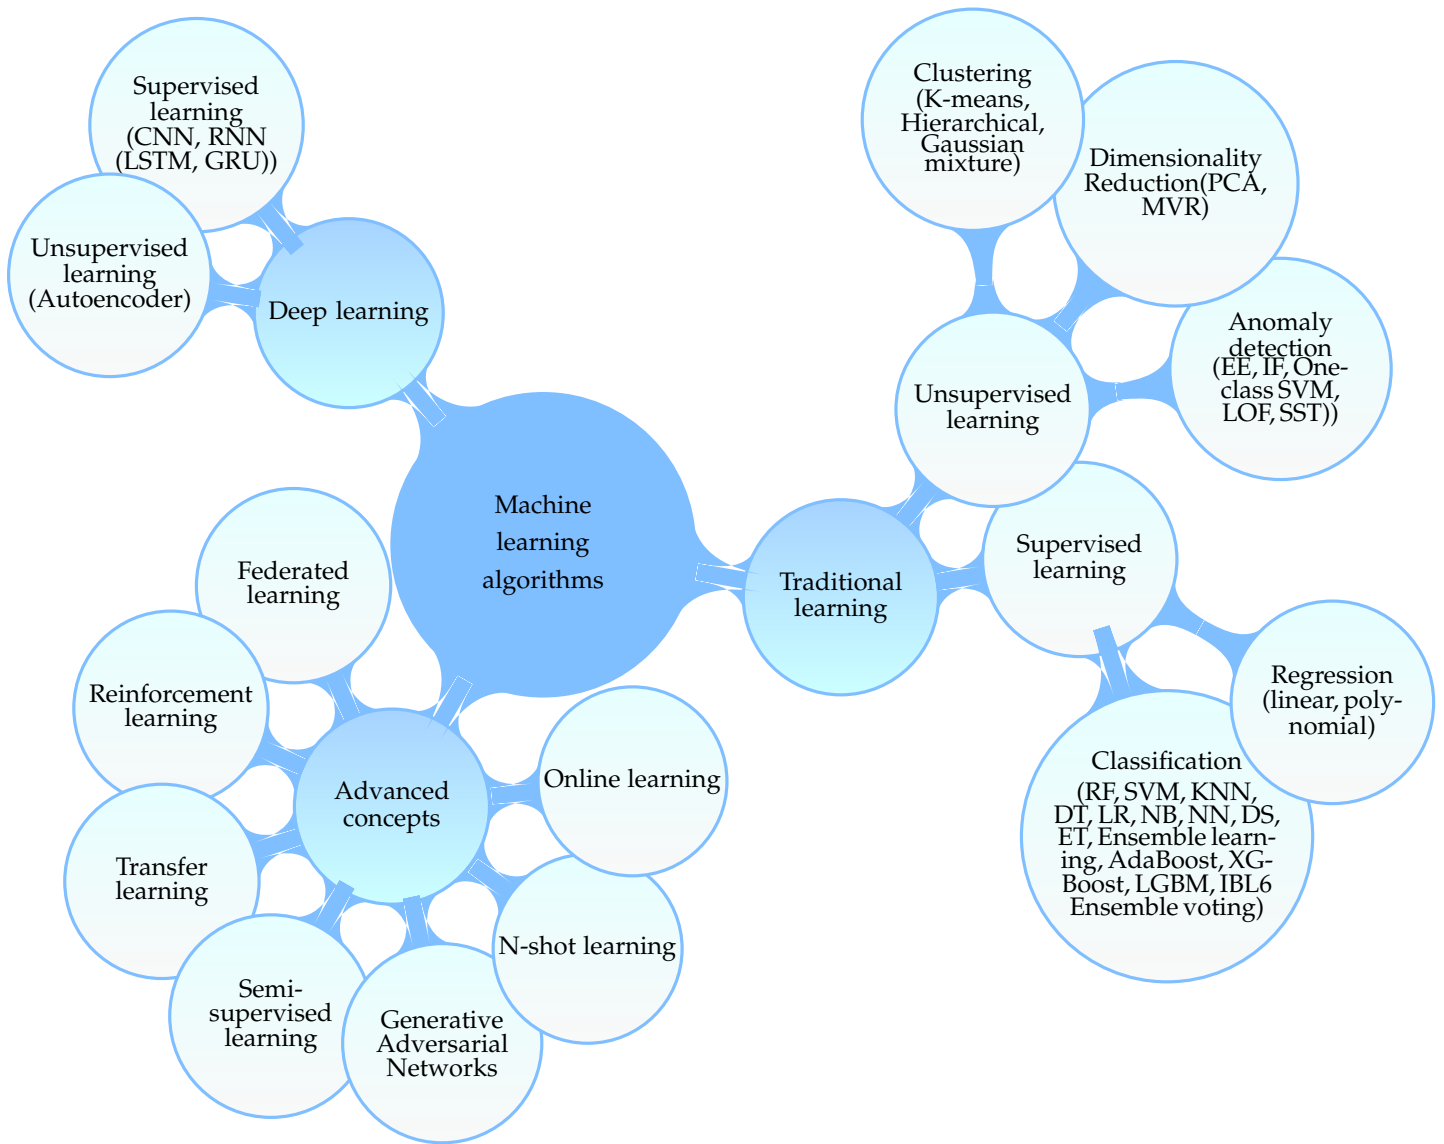 Supervised
learning
(CNN, RNN
(LSTM, GRU))
Unsupervised
learning
(Autoencoder)
Deep learning
Machine
learning
algorithms
Clustering
(K-means,
Hierarchical,
Gaussian
mixture)
Dimensionality
Reduction(PCA,
MVR)
Anomaly
detection
(EE, IF, One-
class SVM,
LOF, SST))
Unsupervised
learning
Supervised
learning
Traditional
learning
Regression
(linear, poly-
nomial)
Classification
(RF, SVM, KNN,
DT, LR, NB, NN, DS,
ET, Ensemble learn-
ing, AdaBoost, XG-
Boost, LGBM, IBL6
Ensemble voting)
Federated
learning
Reinforcement
learning
Transfer
learning
Semi-
supervised
learning
Generative
Adversarial
Networks
N-shot learning
Online learning
Advanced
concepts